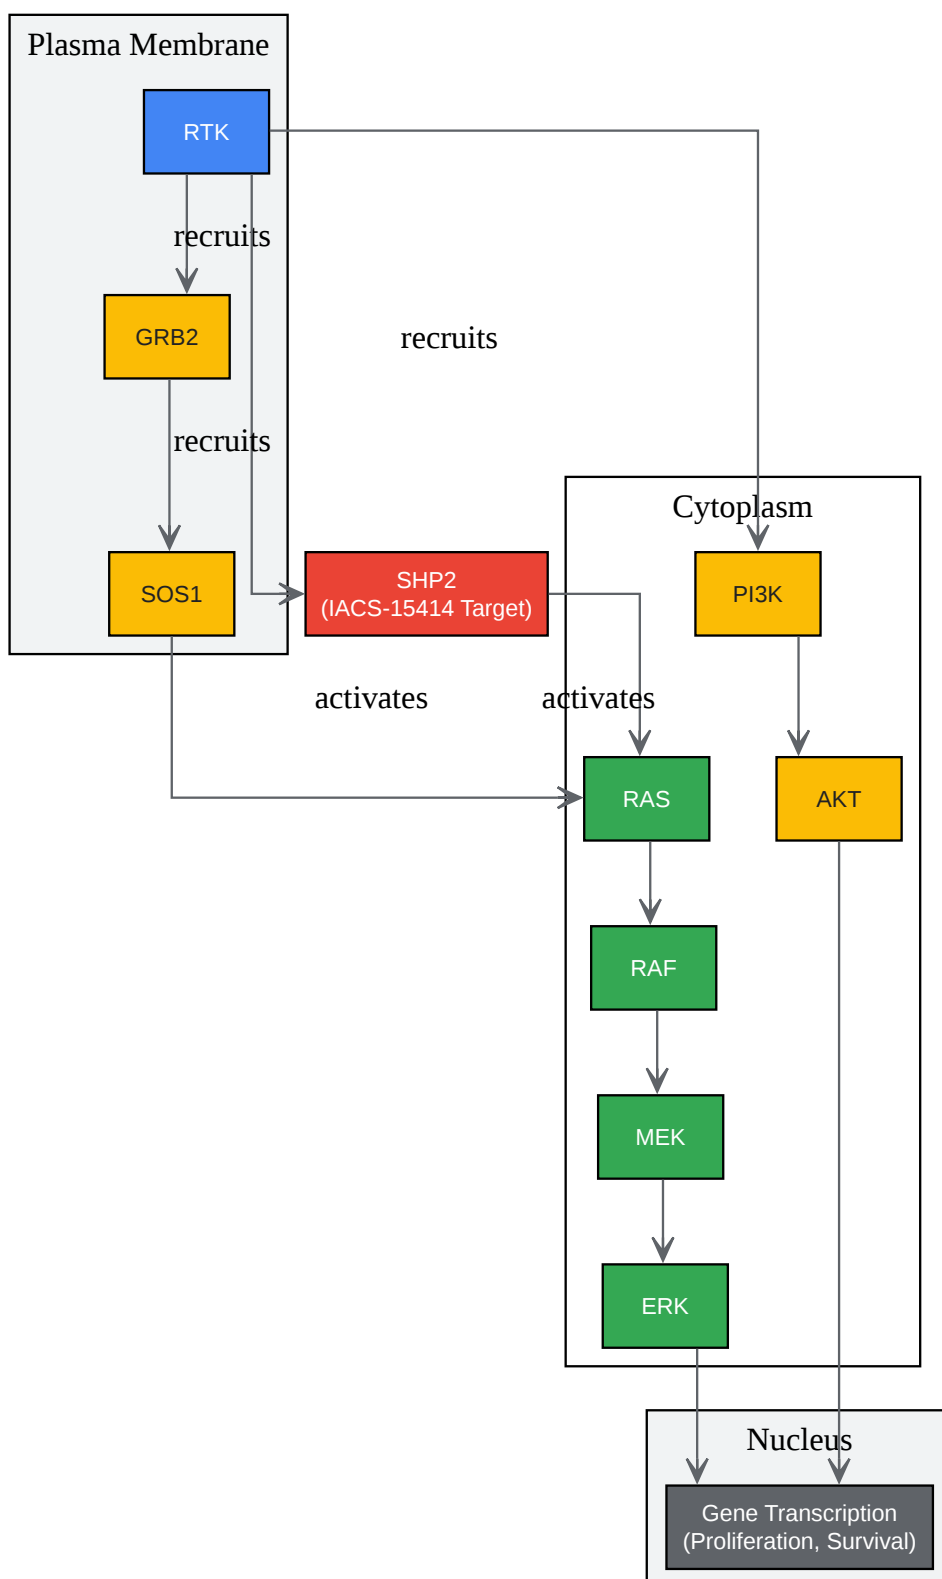 Plasma Membrane
RTK
recruits
GRB2
recruits
recruits
Cytoplasm
SOS1
SHP2
(IACS-15414 Target)
PI3K
activates
activates
RAS
AKT
RAF
MEK
ERK
Nucleus
Gene Transcription
(Proliferation, Survival)